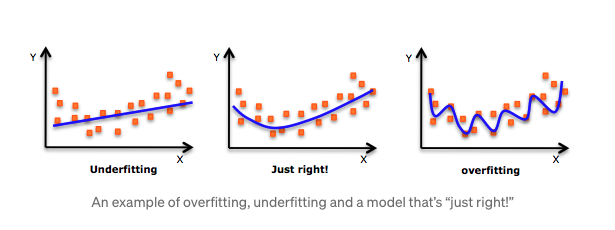 Y
X
Underfitting
Y
X
Just right!
Y
X
overfitting
An example of overfitting, underfitting and a model that's “just right!”